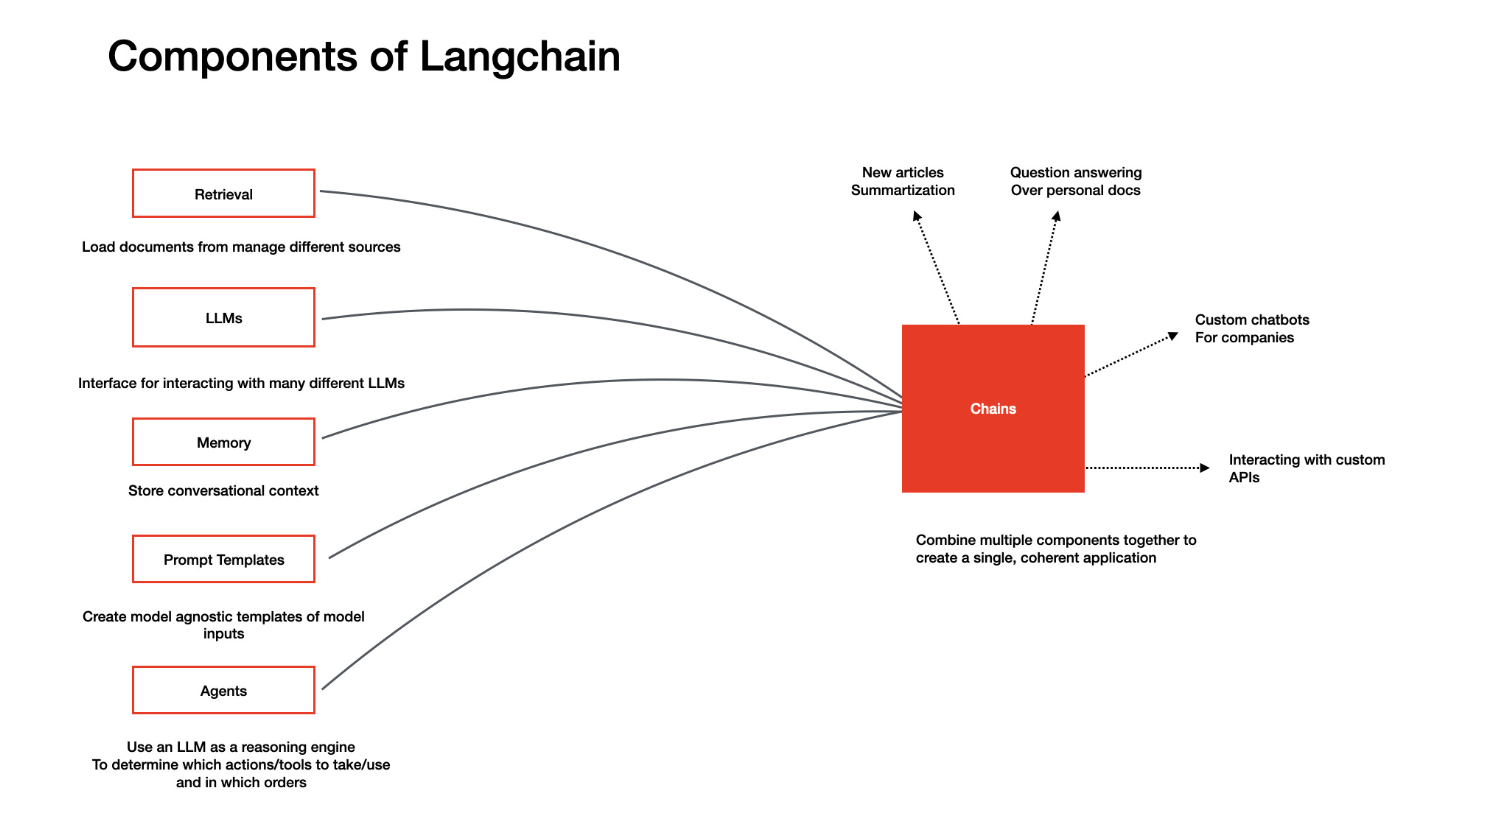 Components of Langchain
Retrieval
Load documents from manage different sources
LLMs
Interface for interacting with many different LLMs
Memory
Store conversational context
Prompt Templates
Create model agnostic templates of model
inputs
Agents
Use an LLM as a reasoning engine
To determine which actions/tools to take/use
and in which orders
New articles
Summartization
Question answering
Over personal docs
Custom chatbots
For companies
Chains
Interacting with custom
APIs
Combine multiple components together to
create a single, coherent application